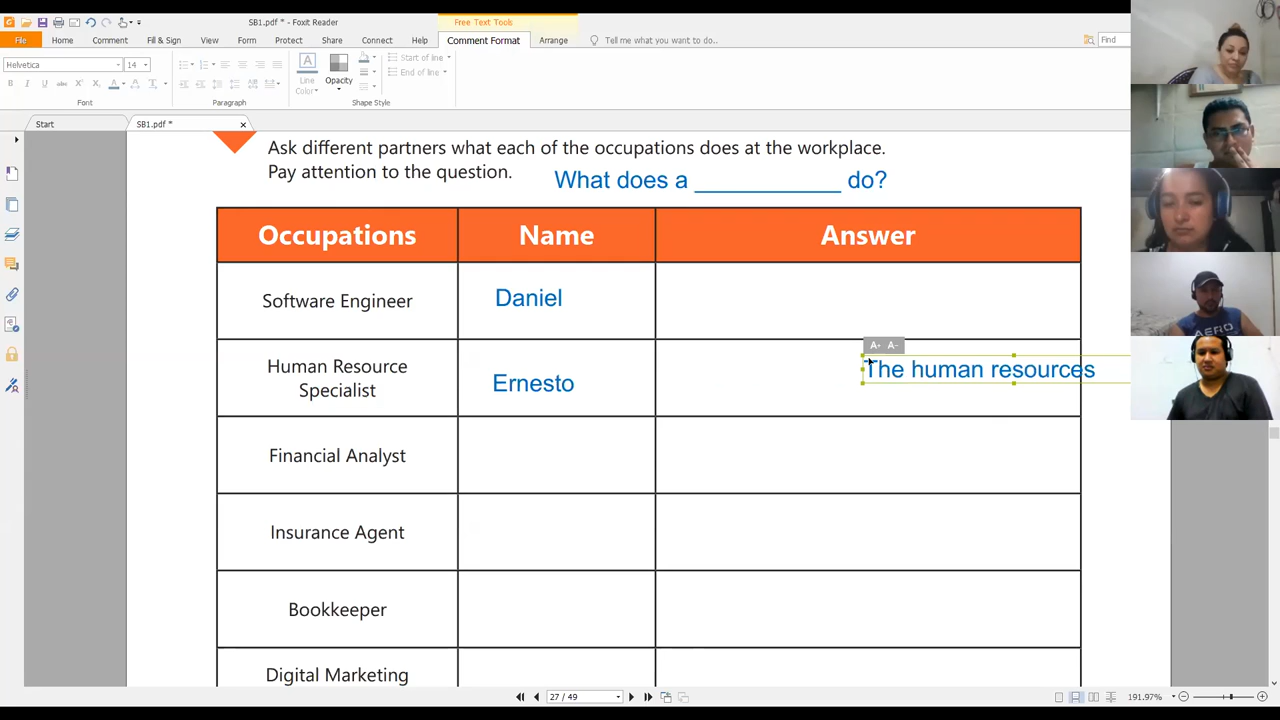 SB1.pdf * - Foxit Reader
Free Text Tools
File Home Comment Fill & Sign View Form Protect Share Connect Help Comment Format Arrange Tell me what you want to do.. Find
Helvetica 14
Start of line
End of line
Line Color
Opacity
Font Paragraph Shape Style
Start SB1.pdf *
Ask different partners what each of the occupations does at the workplace.
Pay attention to the question.
What does a ___________ do?
Occupations Name Answer
Software Engineer Daniel
A+ A-
Human Resource
Specialist
Ernesto
The human resources
Financial Analyst
Insurance Agent
Bookkeeper
Digital Marketing
27 / 49
191.97%
AERO